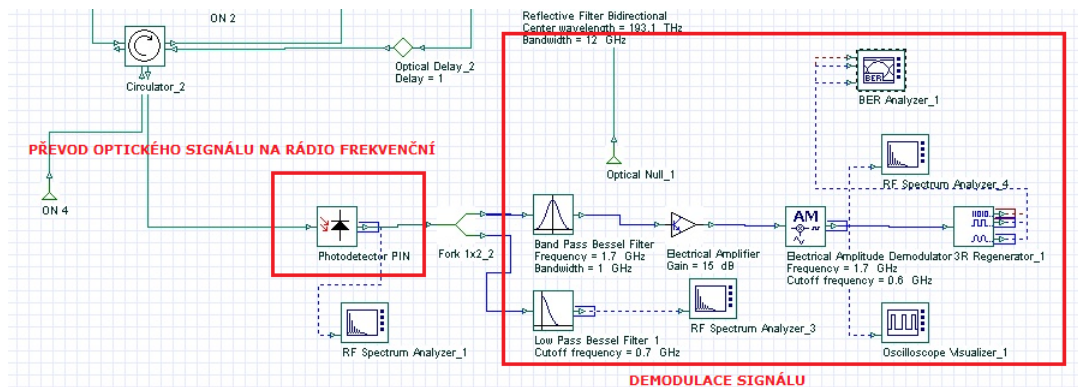 ON 2
Reflective Filter Bidirectional
Center wavelength = 193.1 THz
Bandwidth = 12 GHz
Optical Delay_2
Delay = 1
Circulator_2
BER
BER Analyzer_1
PŘEVOD OPTICKÉHO SIGNÁLU NA RÁDIO FREKVENČNÍ
Optical Null_1
RF Spectrum Analyzer_4
ON 4
AM
Photodetector PIN
Fork 1x2_2
Band Pass Bessel Filter
Frequency = 1.7 GHz
Bandwidth = 1 GHz
Electrical Amplifier
Gain = 15 dB
Electrical Amplitude Demodulator
Frequency = 1.7 GHz
Cutoff frequency = 0.6 GHz
3R Regenerator_1
RF Spectrum Analyzer_1
Low Pass Bessel Filter 1
Cutoff frequency = 0.7 GHz
RF Spectrum Analyzer_3
Oscilloscope Visualizer_1
DEMODULACE SIGNÁLU